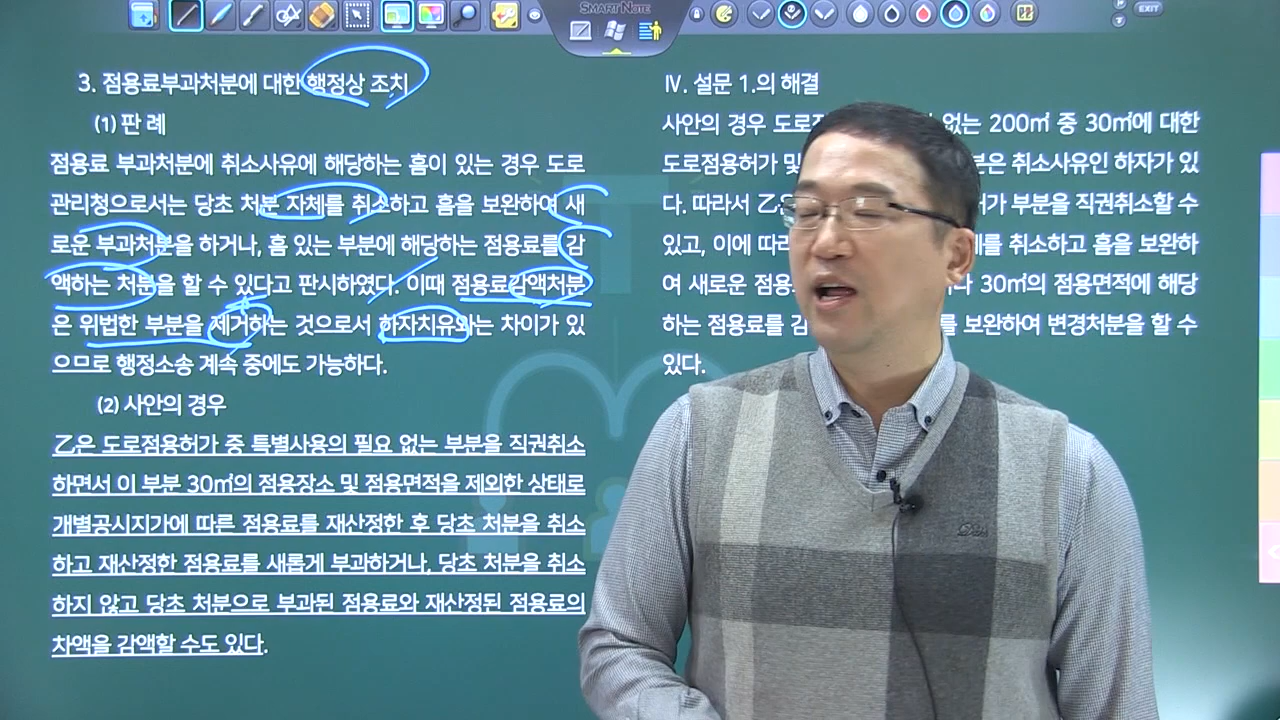 SMART NOTE
EXIT
3. 점용료부과처분에 대한 행정상 조치
(1) 판 례
점용료 부과처분에 취소사유에 해당하는 흠이 있는 경우 도로
관리청으로서는 당초 처분 자체를 취소하고 흠을 보완하여 새
로운 부과처분을 하거나, 흠 있는 부분에 해당하는 점용료를 감
액하는 처분을 할 수 있다고 판시하였다. 이때 점용료감액처분
은 위법한 부분을 제거하는 것으로서 하자치유와는 차이가 있
으므로 행정소송 계속 중에도 가능하다.
(2) 사안의 경우
乙은 도로점용허가 중 특별사용의 필요 없는 부분을 직권취소
하면서 이 부분 30㎡의 점용장소 및 점용면적을 제외한 상태로
개별공시지가에 따른 점용료를 재산정한 후 당초 처분을 취소
하고 재산정한 점용료를 새롭게 부과하거나, 당초 처분을 취소
하지 않고 당초 처분으로 부과된 점용료와 재산정된 점용료의
차액을 감액할 수도 있다.
Ⅳ. 설문 1.의 해결
사안의 경우 없는 200㎡ 중 30㎡에 대한
도로점용허가 및 취소사유인 하자가 있
다. 따라서 乙은 부분을 직권취소할 수
있고, 이에 취소하고 흠을 보완하
여 새로운 30㎡의 점용면적에 해당
하는 점용료를 보완하여 변경처분을 할 수
있다.